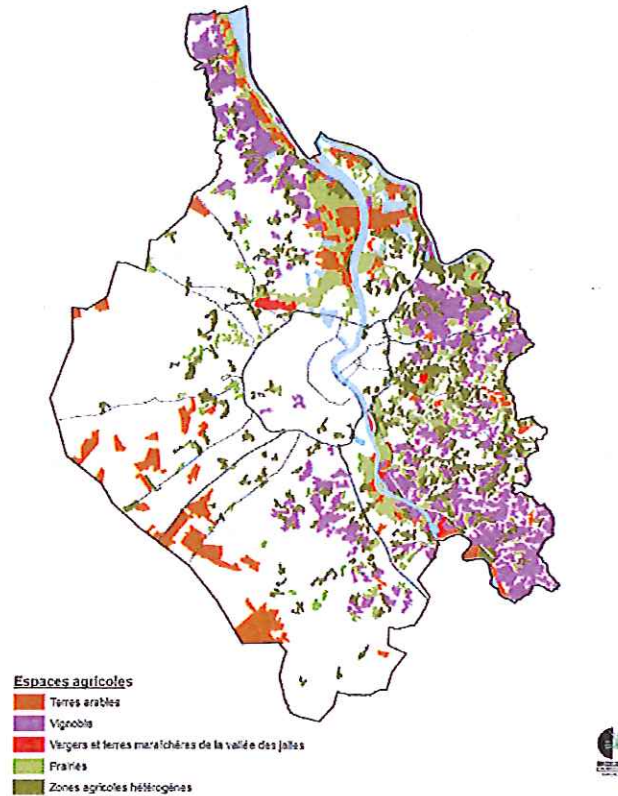 Espaces agricoles
Terres arables
Vignoble
Vergers et terres maraîchères de la vallée des jalles
Prairies
Zones agricoles hétérogènes